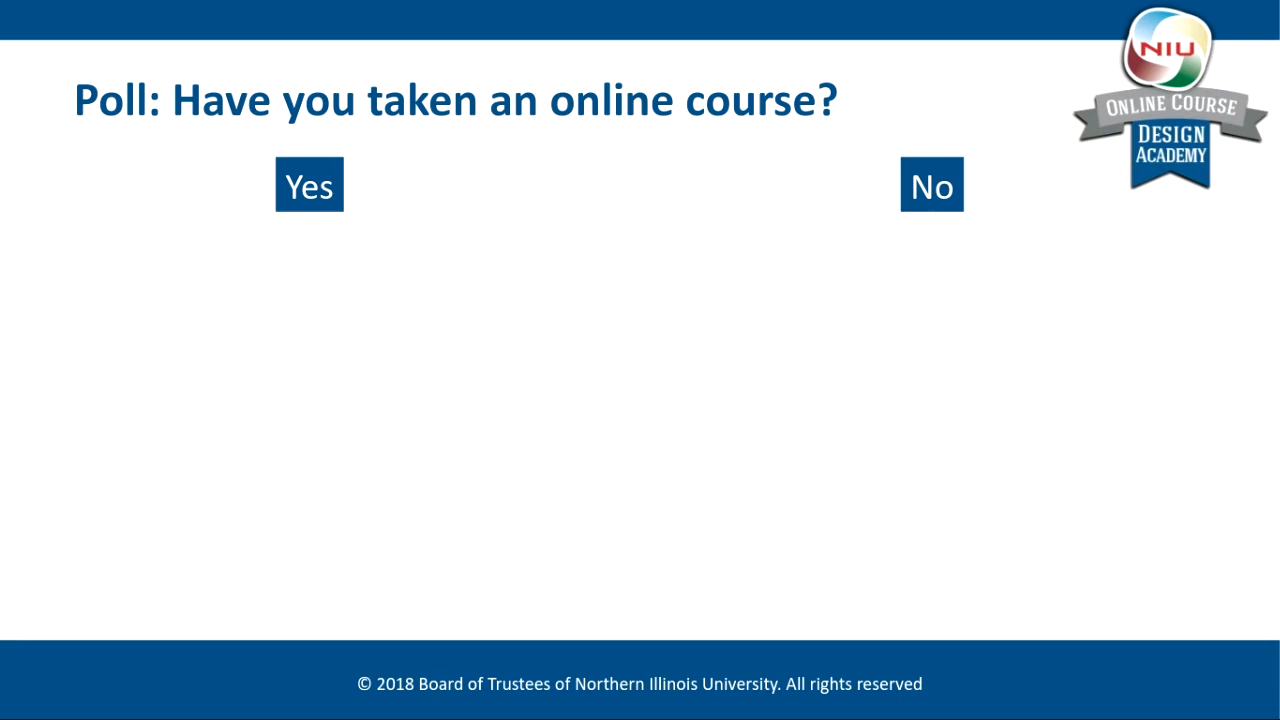 NIU
ONLINE COURSE
DESIGN
ACADEMY
Poll: Have you taken an online course?
Yes
No
© 2018 Board of Trustees of Northern Illinois University. All rights reserved